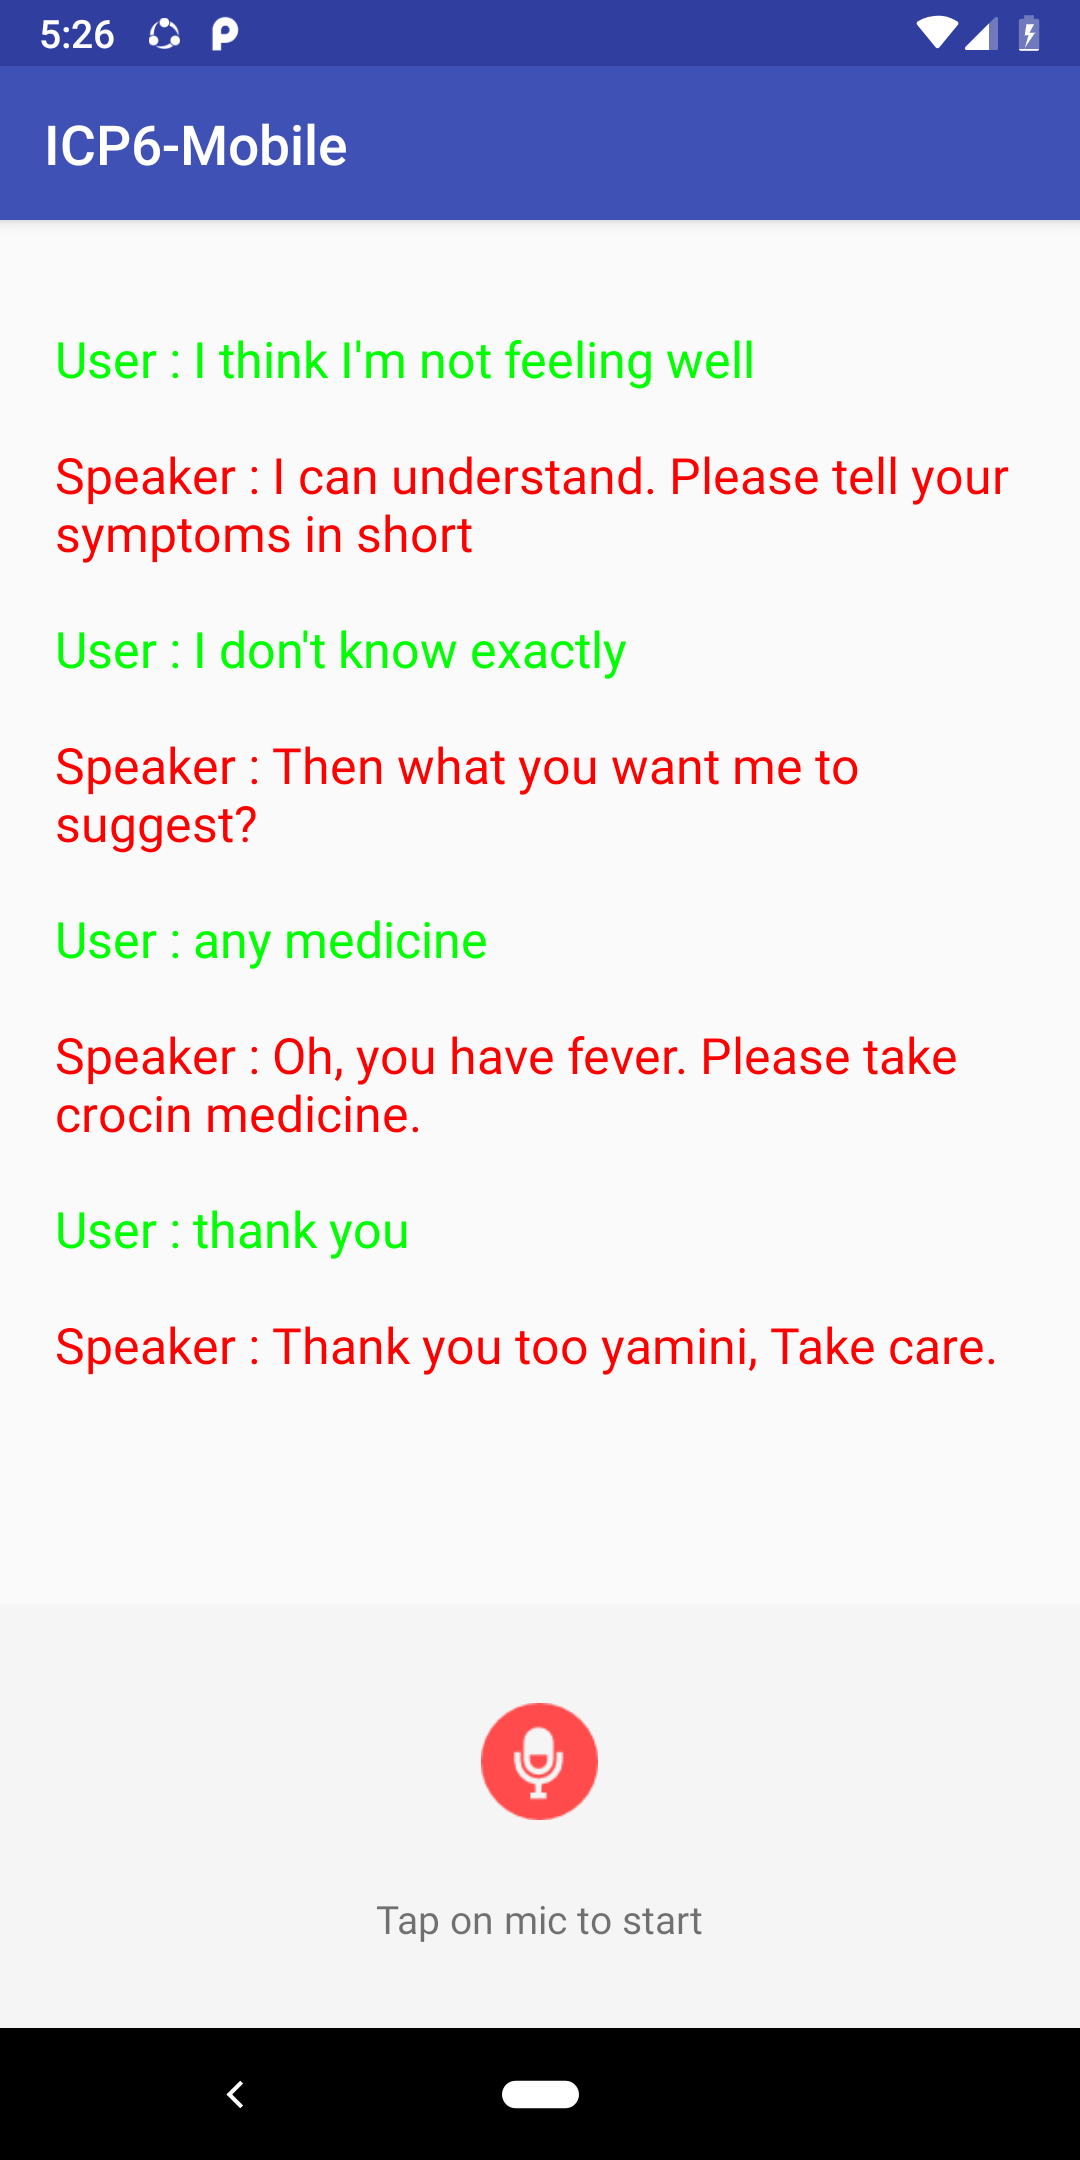 5:26
ICP6-Mobile
User : I think I'm not feeling well
Speaker : I can understand. Please tell your
symptoms in short
User : I don't know exactly
Speaker : Then what you want me to
suggest?
User : any medicine
Speaker : Oh, you have fever. Please take
crocin medicine.
User : thank you
Speaker : Thank you too yamini, Take care.
Tap on mic to start